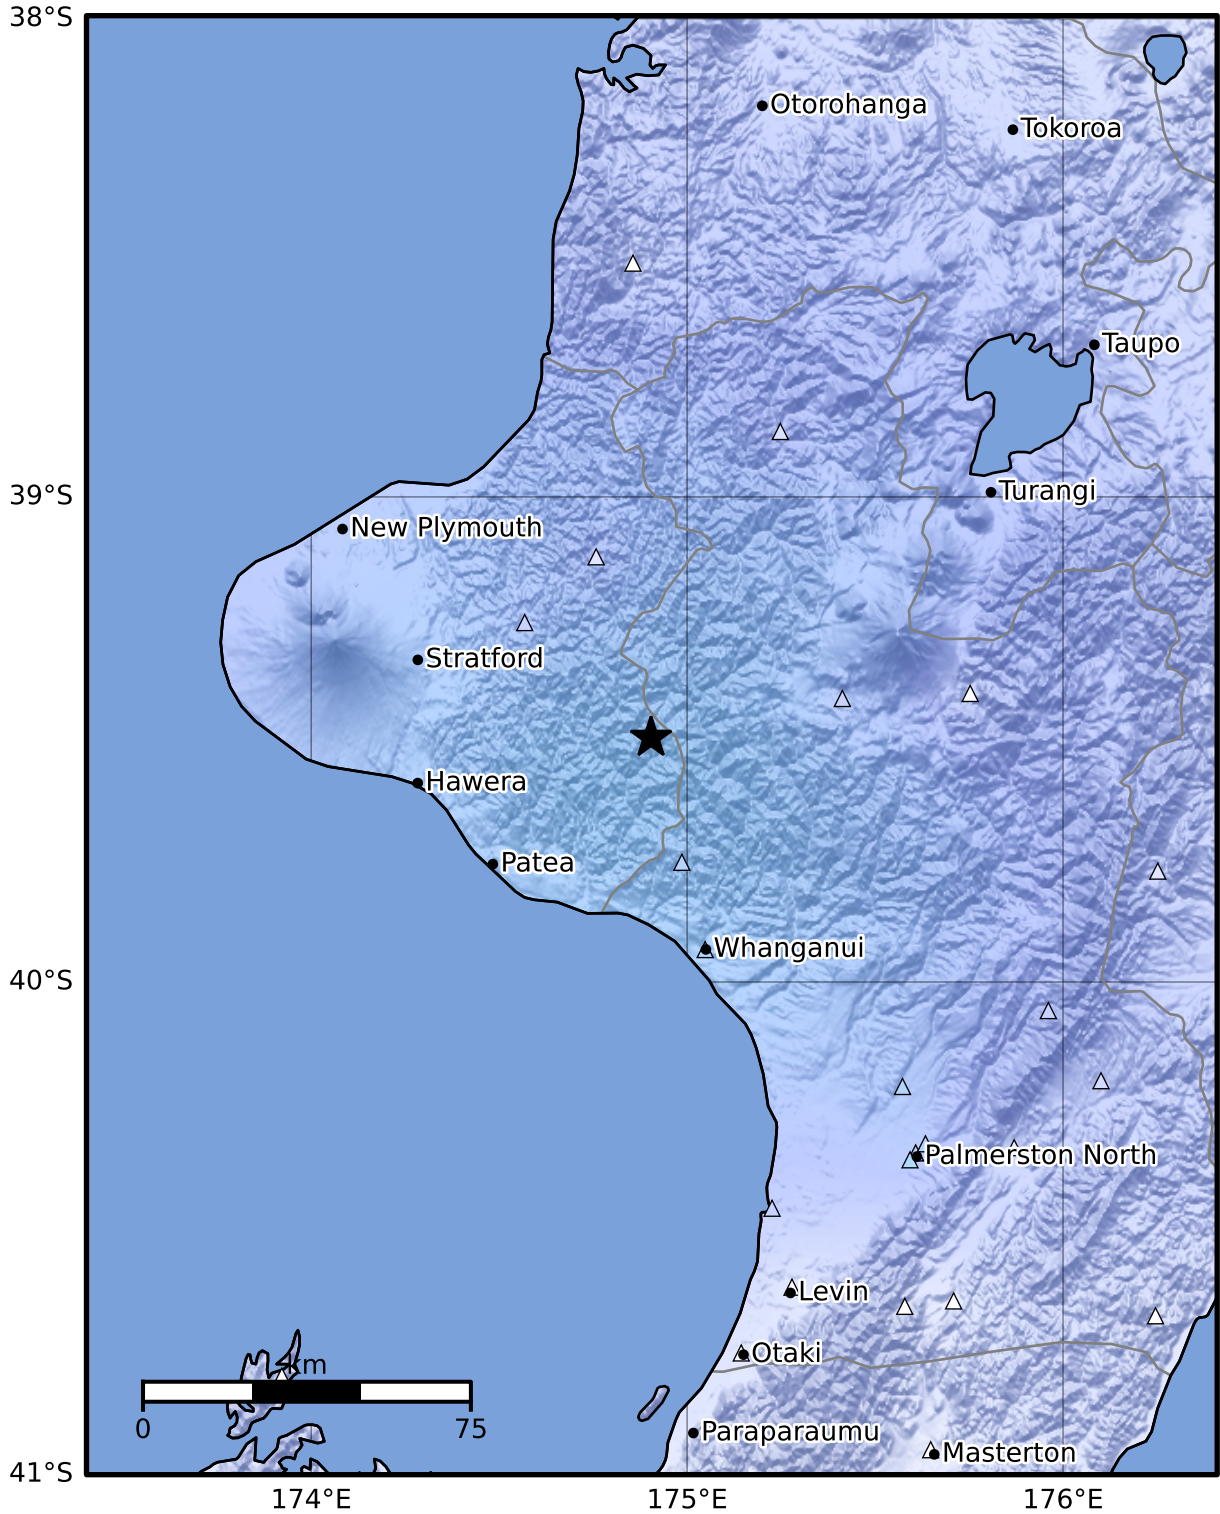 38°S
Otorohanga
Tokoroa
Taupo
39°S
Turangi
New Plymouth
Stratford
Hawera
Patea
Whanganui
40°S
Palmerston North
Levin
Otaki
km
0
75
Paraparaumu
Masterton
41°S
174°E
175°E
176°E